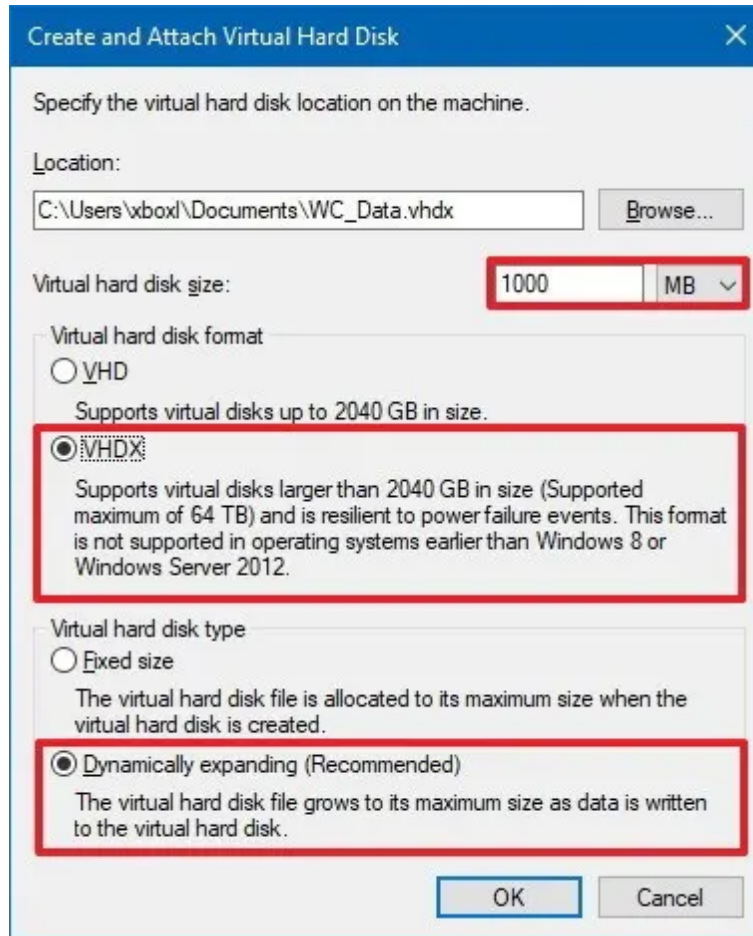 Create and Attach Virtual Hard Disk
Specify the virtual hard disk location on the machine.
Location:
C:\Users\xboxl\Documents\WC_Data.vhdx Browse...
Virtual hard disk size: 1000 MB
Virtual hard disk format
VHD
Supports virtual disks up to 2040 GB in size.
VHDX
Supports virtual disks larger than 2040 GB in size (Supported
maximum of 64 TB) and is resilient to power failure events. This format
is not supported in operating systems earlier than Windows 8 or
Windows Server 2012.
Virtual hard disk type
Fixed size
The virtual hard disk file is allocated to its maximum size when the
virtual hard disk is created.
Dynamically expanding (Recommended)
The virtual hard disk file grows to its maximum size as data is written
to the virtual hard disk.
OK Cancel